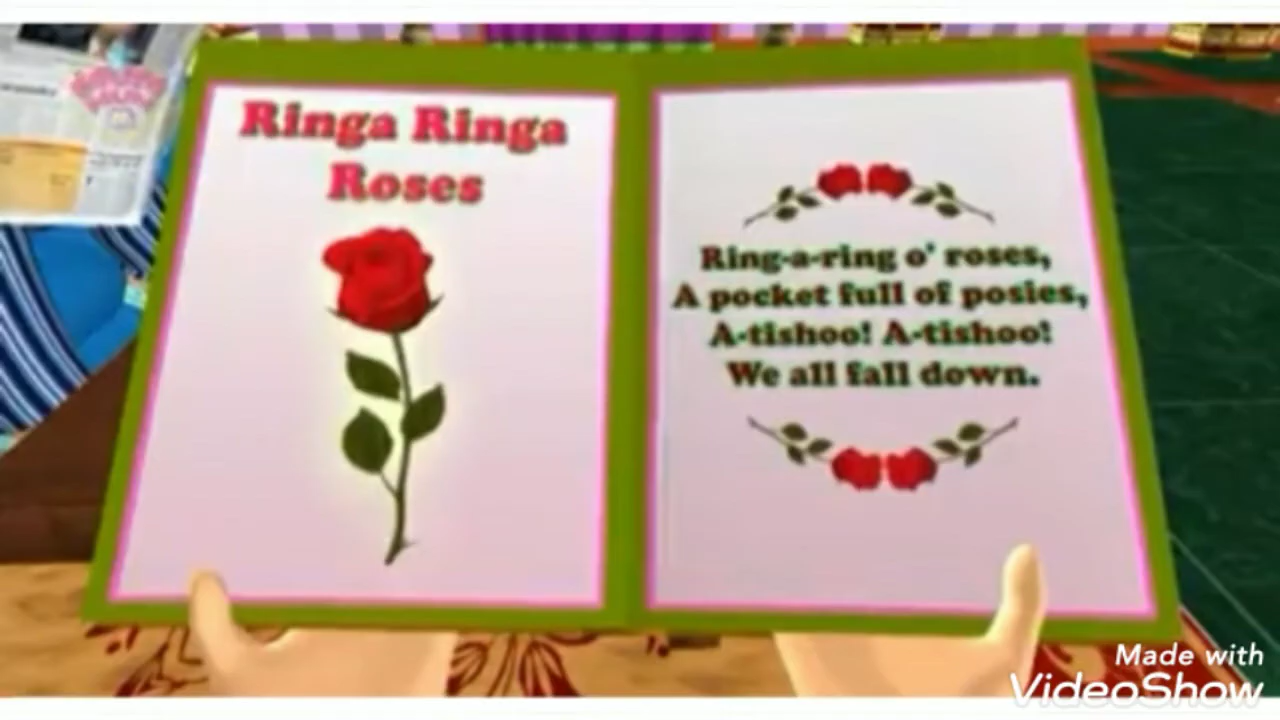 Ringa Ringa
Roses
Ring-a-ring o' roses,
A pocket full of posies,
A-tishoo! A-tishoo!
We all fall down.
Made with
VideoShow